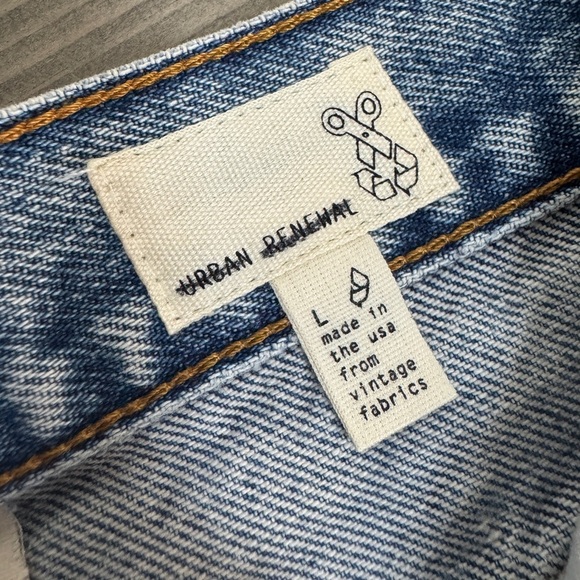 URBAN RENEWAL
L
made in
the usa
from
vintage
fabrics